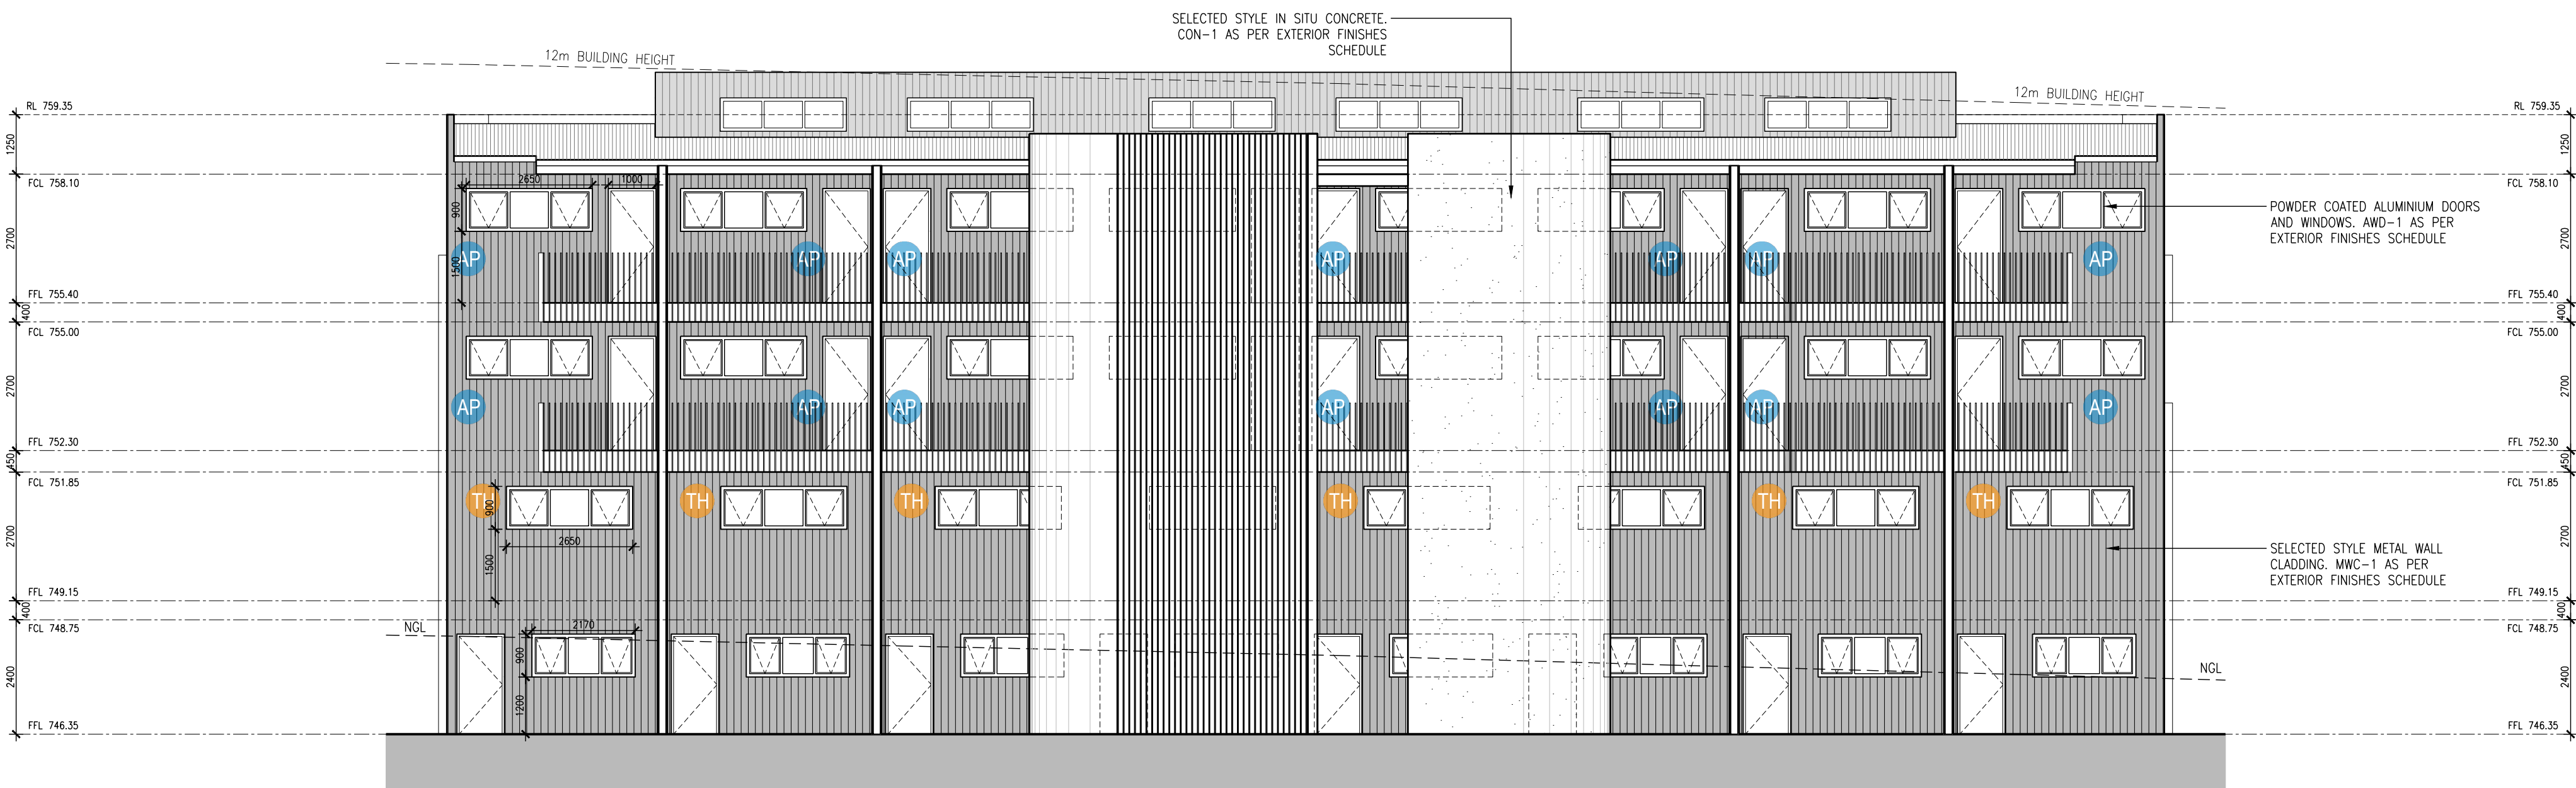 SELECTED STYLE IN SITU CONCRETE.
CON-1 AS PER EXTERIOR FINISHES
SCHEDULE
12m BUILDING HEIGHT
12m BUILDING HEIGHT
RL 759.35
RL 759.35
1250
1250
FCL 758.10
2650
1000
FCL 758.10
900
2700
1500
POWDER COATED ALUMINIUM DOORS
AND WINDOWS. AWD-1 AS PER
EXTERIOR FINISHES SCHEDULE
2700
AP
AP
AP
AP
AP
AP
AP
FFL 755.40
FFL 755.40
400
400
FCL 755.00
FCL 755.00
2700
2700
AP
AP
AP
AP
AP
AP
AP
FFL 752.30
FFL 752.30
450
450
FCL 751.85
FCL 751.85
TH
TH
TH
TH
TH
TH
900
2650
2700
1500
2700
SELECTED STYLE METAL WALL
CLADDING. MWC-1 AS PER
EXTERIOR FINISHES SCHEDULE
FFL 749.15
FFL 749.15
400
400
FCL 748.75
FCL 748.75
NGL
2170
NGL
900
2400
1200
2400
FFL 746.35
FFL 746.35